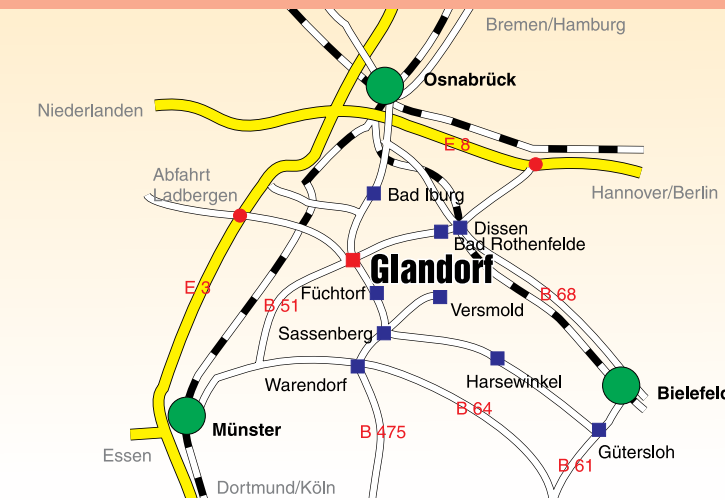 Bremen/Hamburg
Osnabrück
Niederlanden
E 8
Abfahrt
Ladbergen
Bad Iburg
Hannover/Berlin
Dissen
Bad Rothenfelde
Glandorf
E 3
Füchtorf
B 51
B 68
Versmold
Sassenberg
Warendorf
Harsewinkel
Bielefeld
B 64
Münster
B 475
Essen
Gütersloh
B 61
Dortmund/Köln